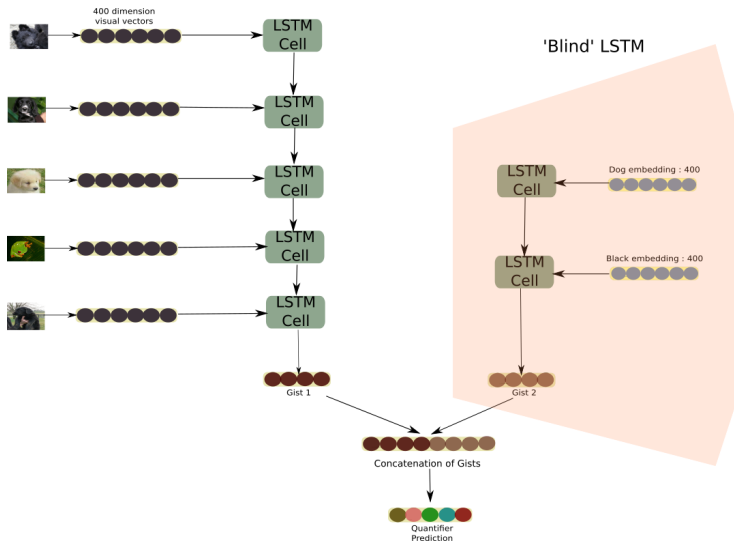 400 dimension
visual vectors
LSTM
Cell
LSTM
Cell
LSTM
Cell
LSTM
Cell
LSTM
Cell
Gist 1
'Blind' LSTM
LSTM
Cell
Dog embedding : 400
LSTM
Cell
Black embedding : 400
Gist 2
Concatenation of Gists
Quantifier
Prediction